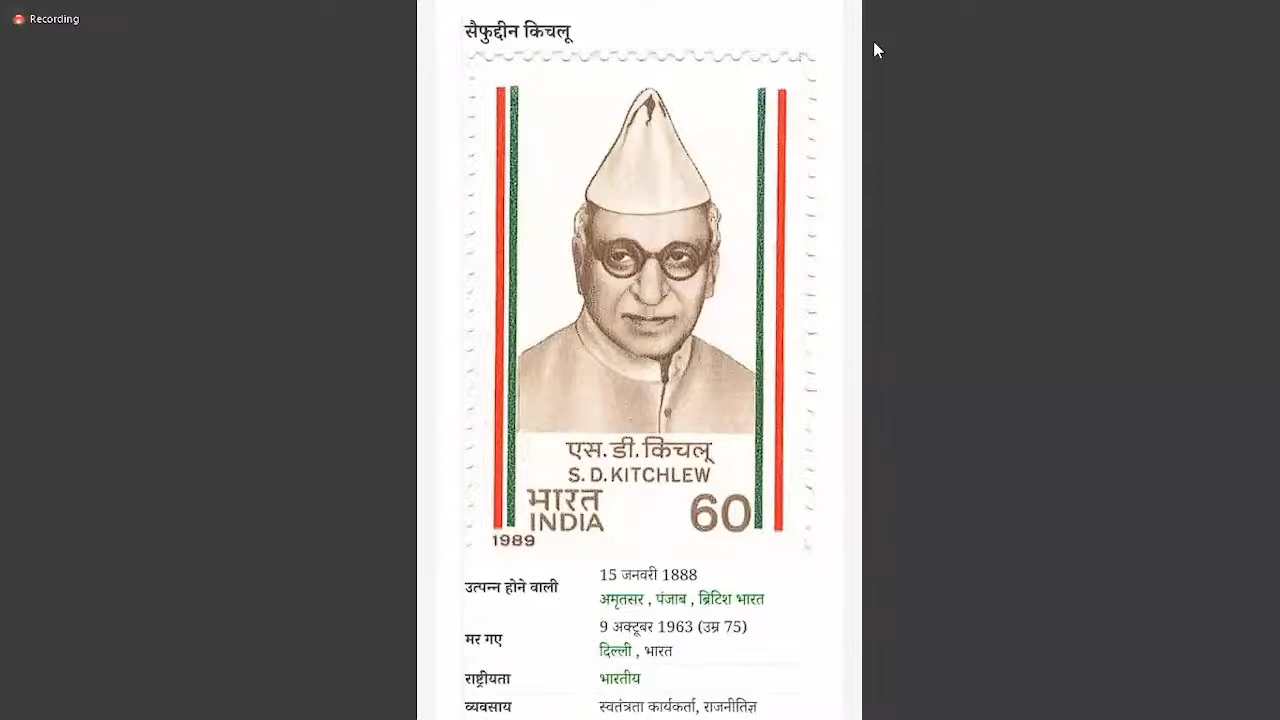 Recording
सैफुद्दीन किचलू
एस. डी. किचलू
S. D. KITCHLEW
भारत
INDIA
60
1989
उत्पन्न होने वाली
15 जनवरी 1888
अमृतसर , पंजाब , ब्रिटिश भारत
मर गए
9 अक्टूबर 1963 (उम्र 75)
दिल्ली , भारत
राष्ट्रीयता
भारतीय
व्यवसाय
स्वतंत्रता कार्यकर्ता, राजनीतिज्ञ